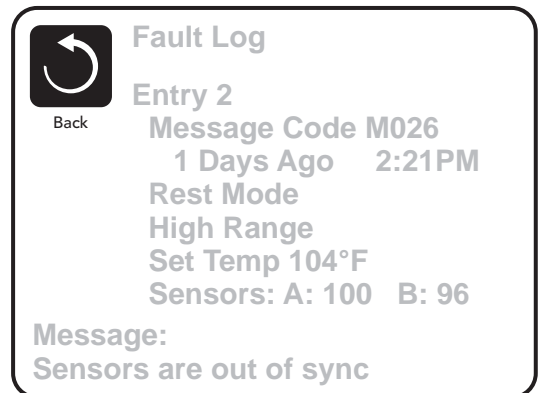 Fault Log
Back
Entry 2
Message Code M026
1 Days Ago 2:21PM
Rest Mode
High Range
Set Temp 104°F
Sensors: A: 100 B: 96
Message:
Sensors are out of sync